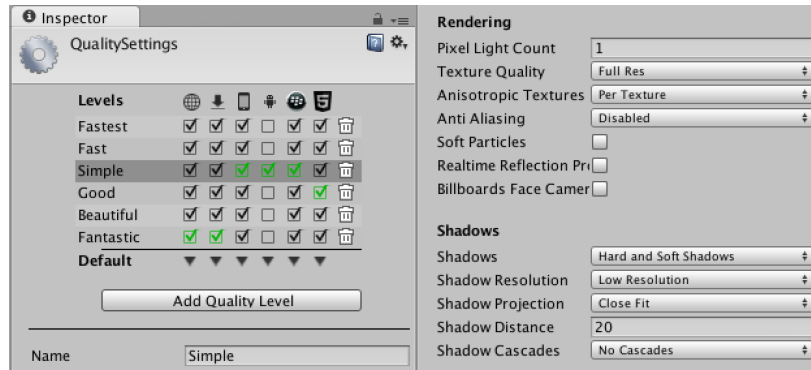 Inspector
QualitySettings
Levels
Fastest
Fast
Simple
Good
Beautiful
Fantastic
Default
Add Quality Level
Name Simple
Rendering
Pixel Light Count 1
Texture Quality Full Res
Anisotropic Textures Per Texture
Anti Aliasing Disabled
Soft Particles
Realtime Reflection Pr
Billboards Face Camer
Shadows
Shadows Hard and Soft Shadows
Shadow Resolution Low Resolution
Shadow Projection Close Fit
Shadow Distance 20
Shadow Cascades No Cascades